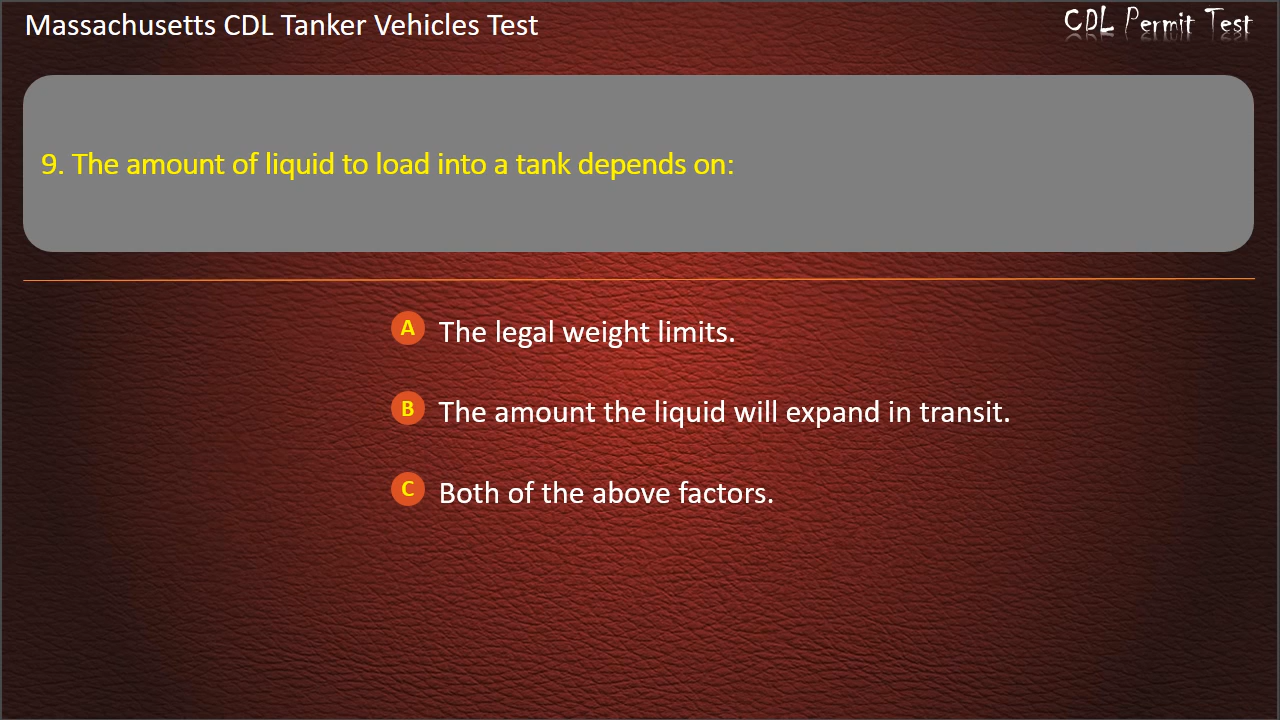 Massachusetts CDL Tanker Vehicles Test
CDL Permit Test
9. The amount of liquid to load into a tank depends on:
A The legal weight limits.
B The amount the liquid will expand in transit.
C Both of the above factors.